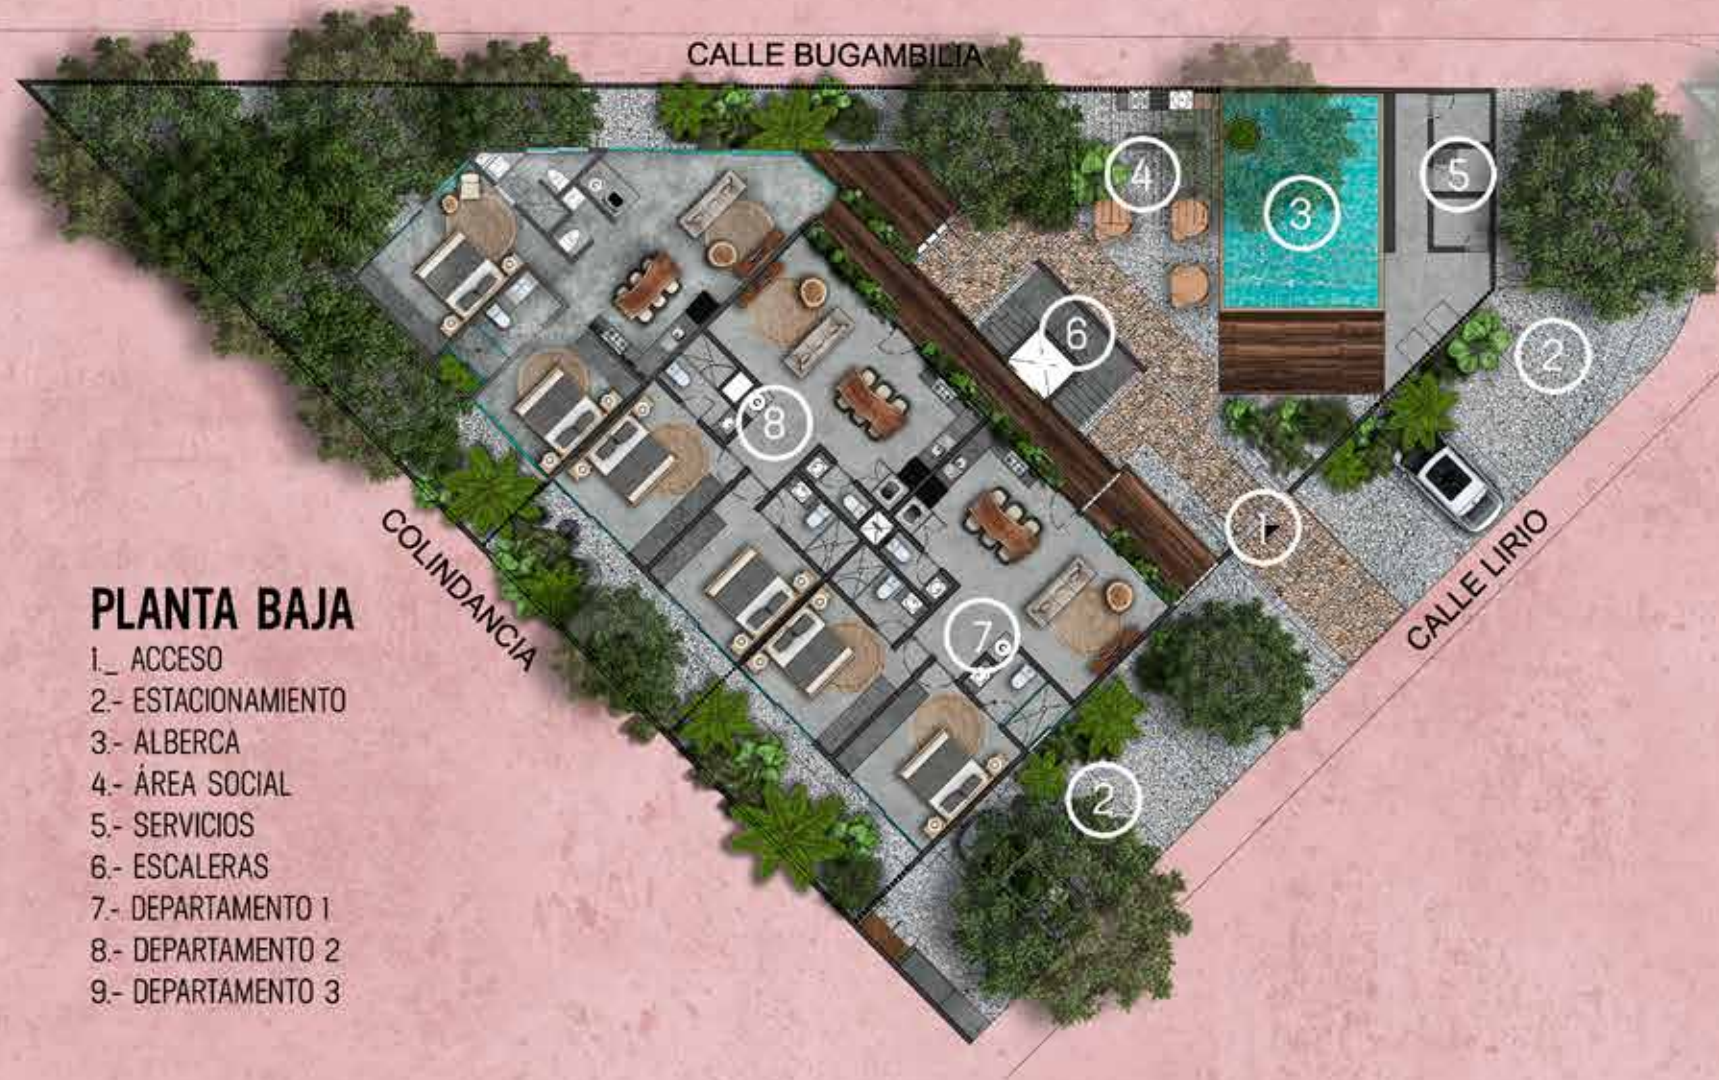 CALLE BUGAMBILIA
4
5
3
2
6
8
1
7
2
COLINDANCIA
CALLE LIRIO
PLANTA BAJA
1._ ACCESO
2.- ESTACIONAMIENTO
3.- ALBERCA
4.- ÁREA SOCIAL
5.- SERVICIOS
6.- ESCALERAS
7.- DEPARTAMENTO 1
8.- DEPARTAMENTO 2
9.- DEPARTAMENTO 3